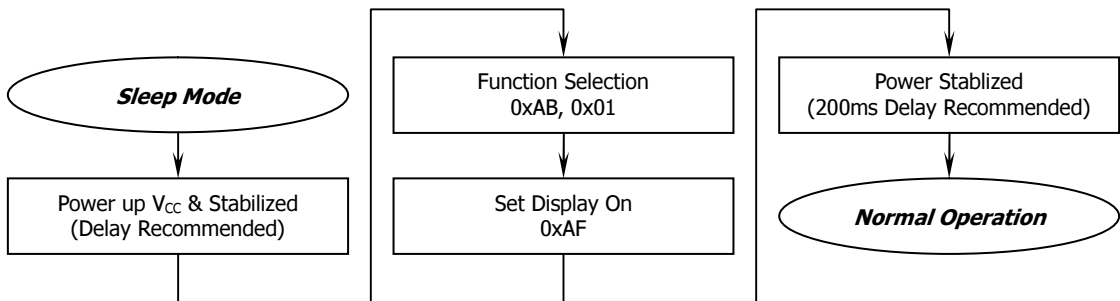 Sleep Mode
Power up VCC & Stabilized
(Delay Recommended)
Function Selection
0xAB, 0x01
Set Display On
0xAF
Power Stablized
(200ms Delay Recommended)
Normal Operation